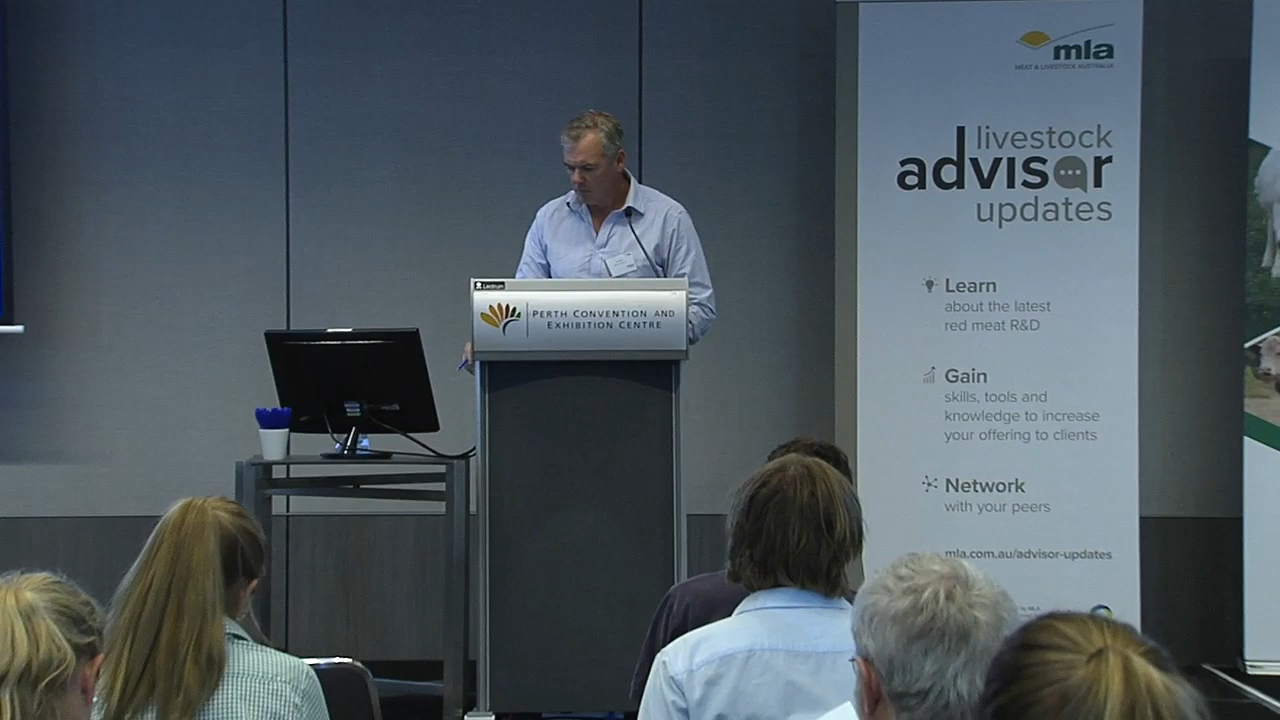 mla
MEAT & LIVESTOCK AUSTRALIA
livestock
advisor
updates
Learn
about the latest
red meat R&D
Gain
skills, tools and
knowledge to increase
your offering to clients
Network
with your peers
mla.com.au/advisor-updates
Lectrum
PERTH CONVENTION AND
EXHIBITION CENTRE